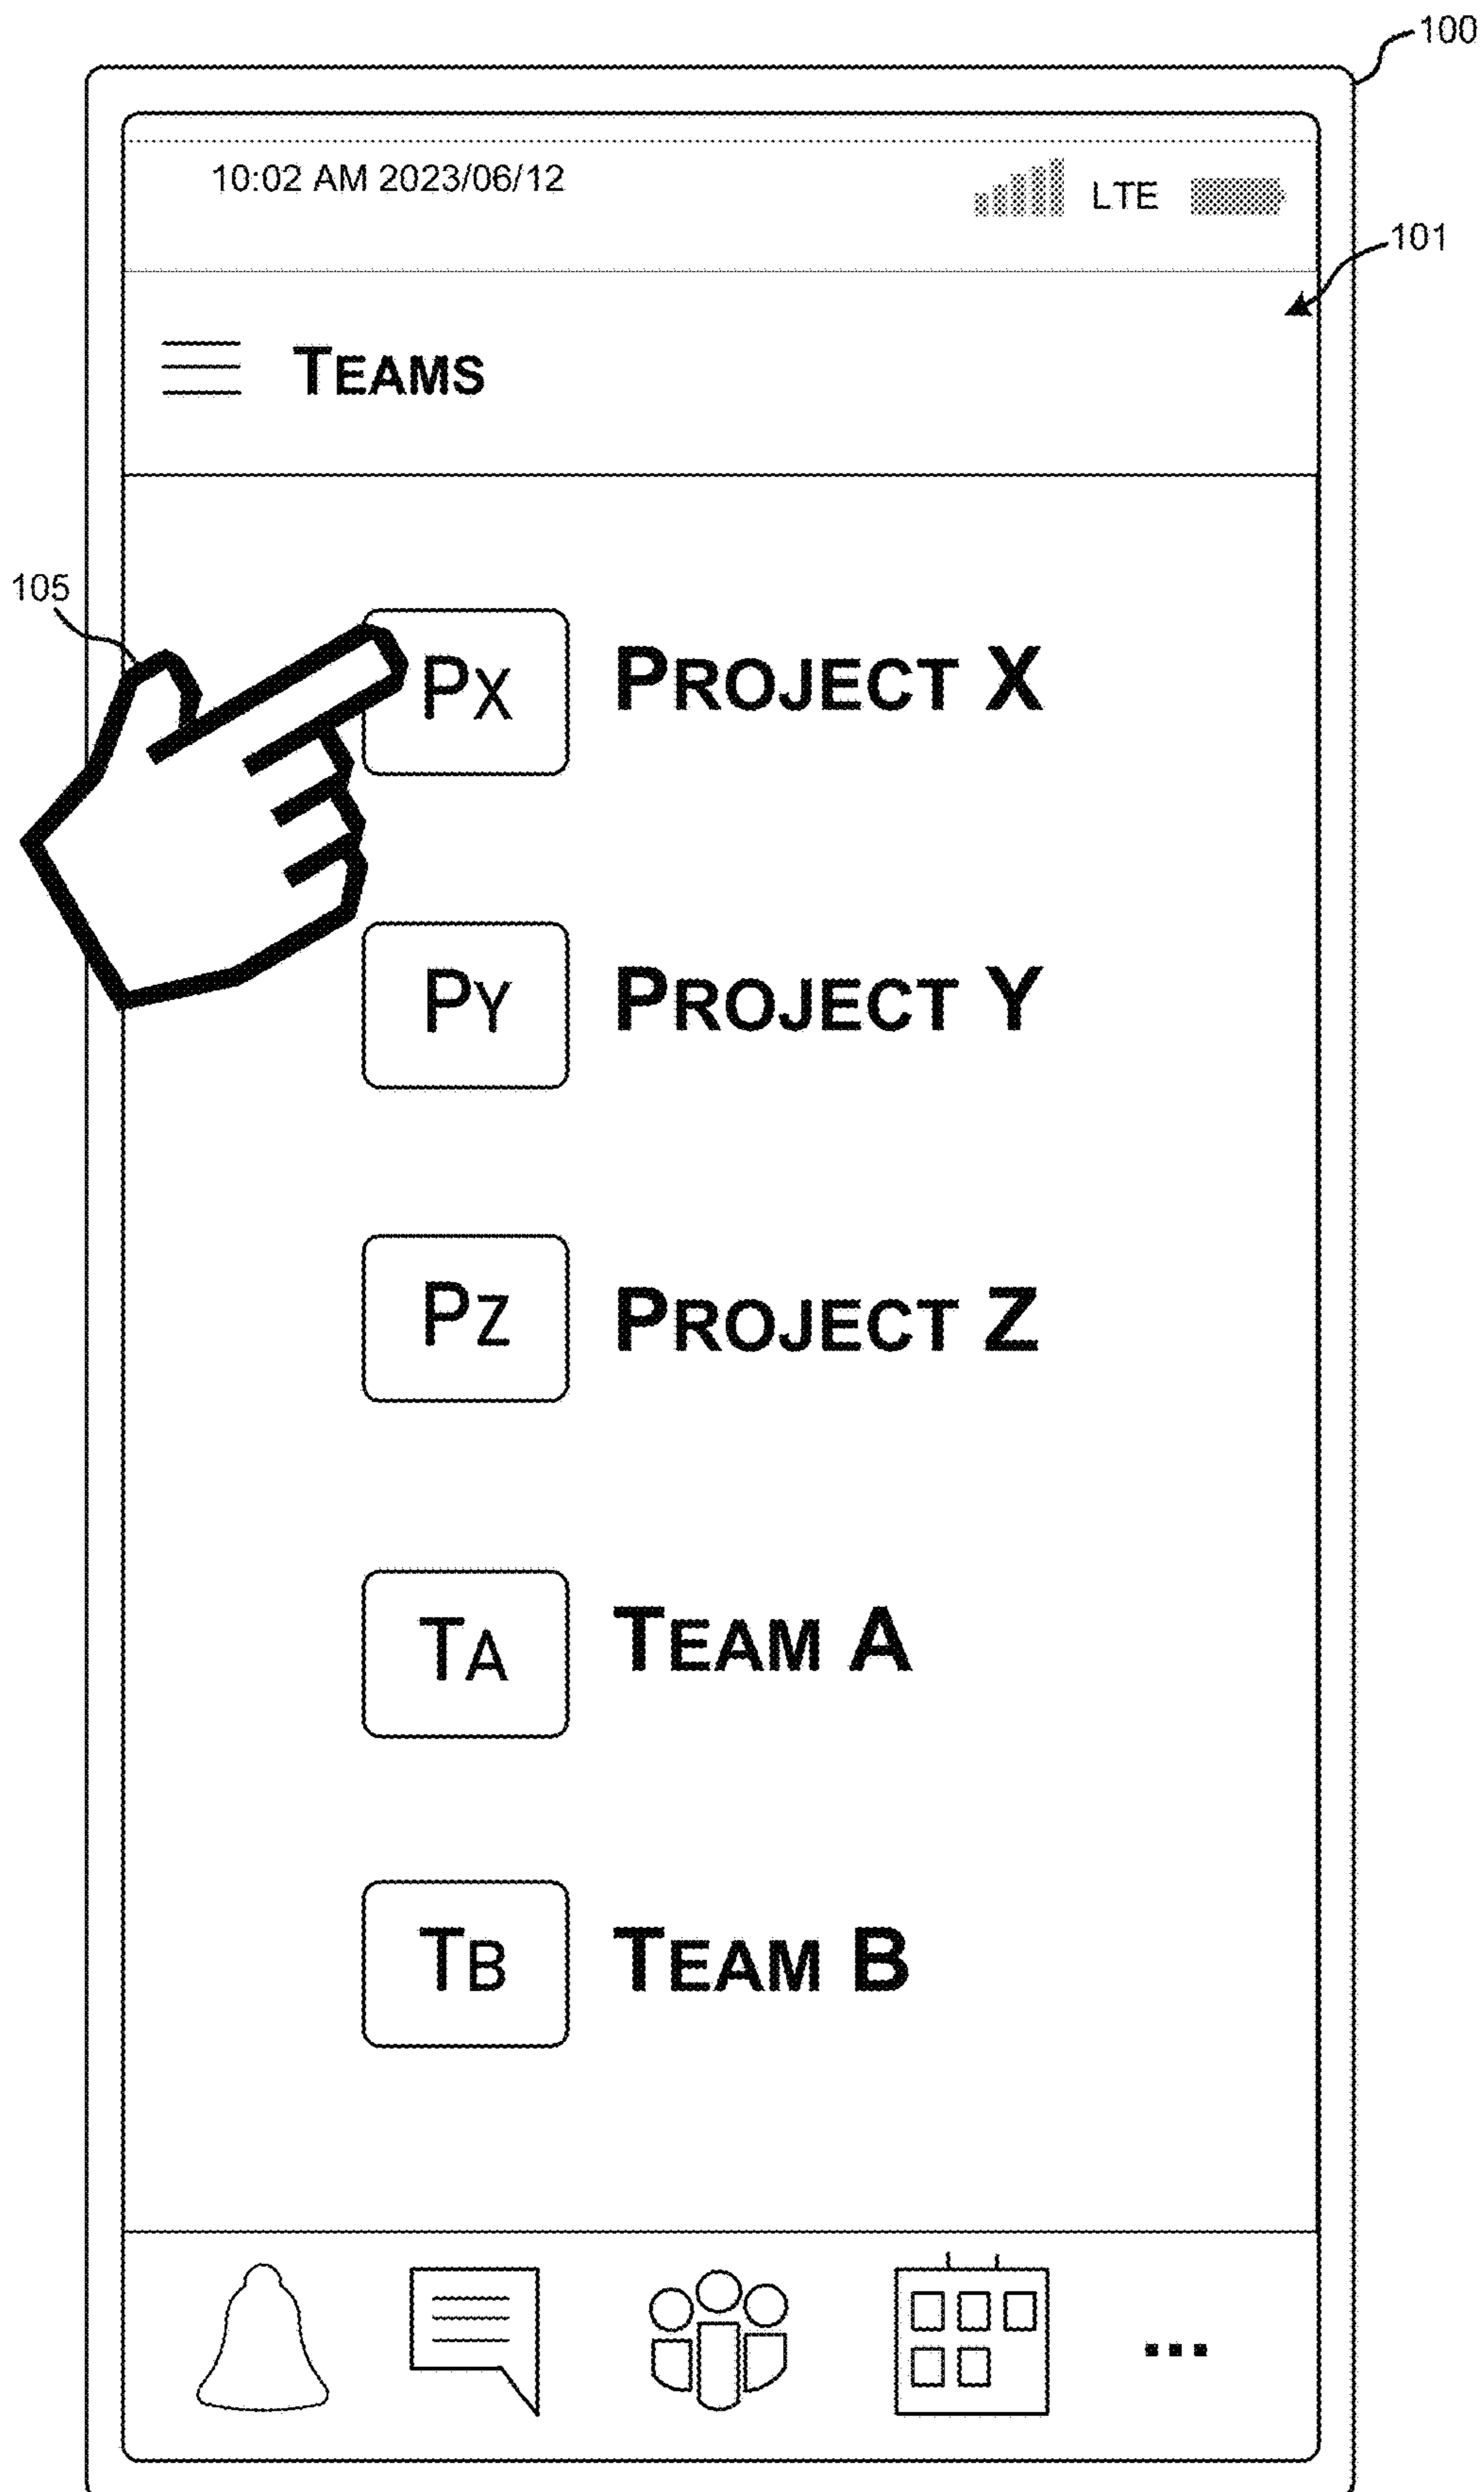 100
10:02 AM 2023/06/12 LTE
101
TEAMS
105
PX PROJECT X
PY PROJECT Y
PZ PROJECT Z
TA TEAM A
TB TEAM B
...